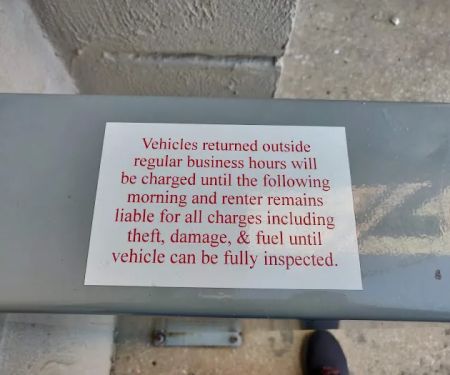 Vehicles returned outside
regular business hours will
be charged until the following
morning and renter remains
liable for all charges including
theft, damage, & fuel until
vehicle can be fully inspected.